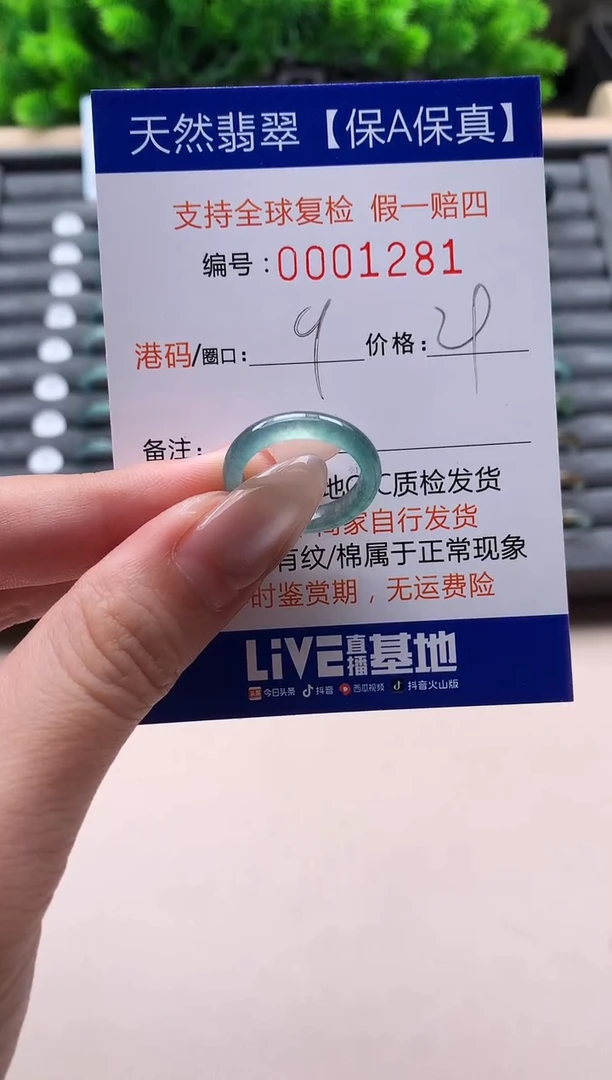 天然翡翠【保A保真】
支持全球复检 假一赔四
编号:0001281
港码/圈口: 9 价格:
备注:
质检发货
家自行发货
有纹/棉属于正常现象
时鉴赏期，无运费险
LiVE直播基地
今日头条 抖音 西瓜视频 抖音火山版